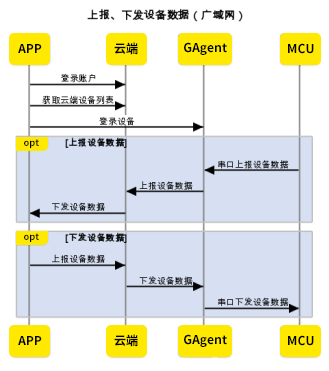 上报、下发设备数据（广域网）
APP 云端 GAgent MCU
登录账户
获取云端设备列表
登录设备
opt [上报设备数据]
串口上报设备数据
上报设备数据
下发设备数据
opt [下发设备数据]
上报设备数据
下发设备数据
串口下发设备数据
APP 云端 GAgent MCU